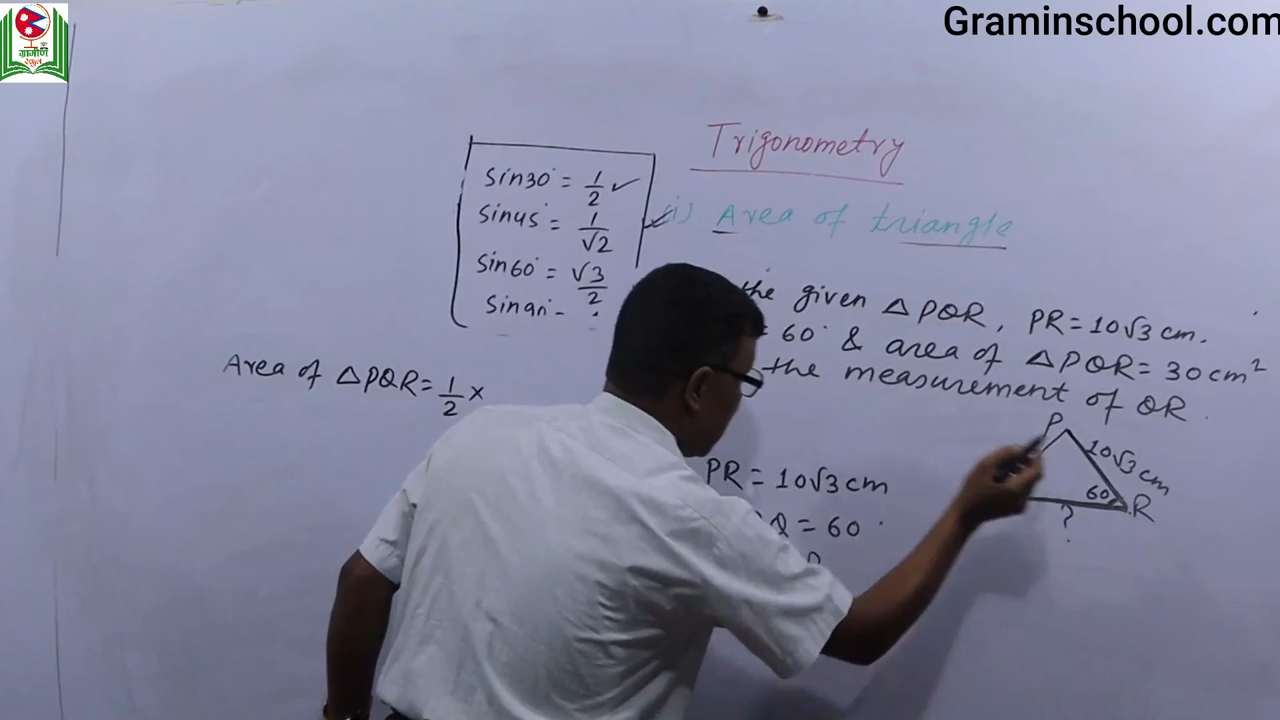 Graminschool.com
ग्रामीण
Trigonometry
sin30° = 1/2 ✓
sin45° = 1/√2
sin60° = √3/2
i) Area of triangle
the given △PQR, PR = 10√3 cm.
= 60° & area of △PQR = 30 cm²
the measurement of QR.
Area of △PQR = 1/2 ×
P
10√3 cm
60°
R
?
PR = 10√3 cm
Q = 60°